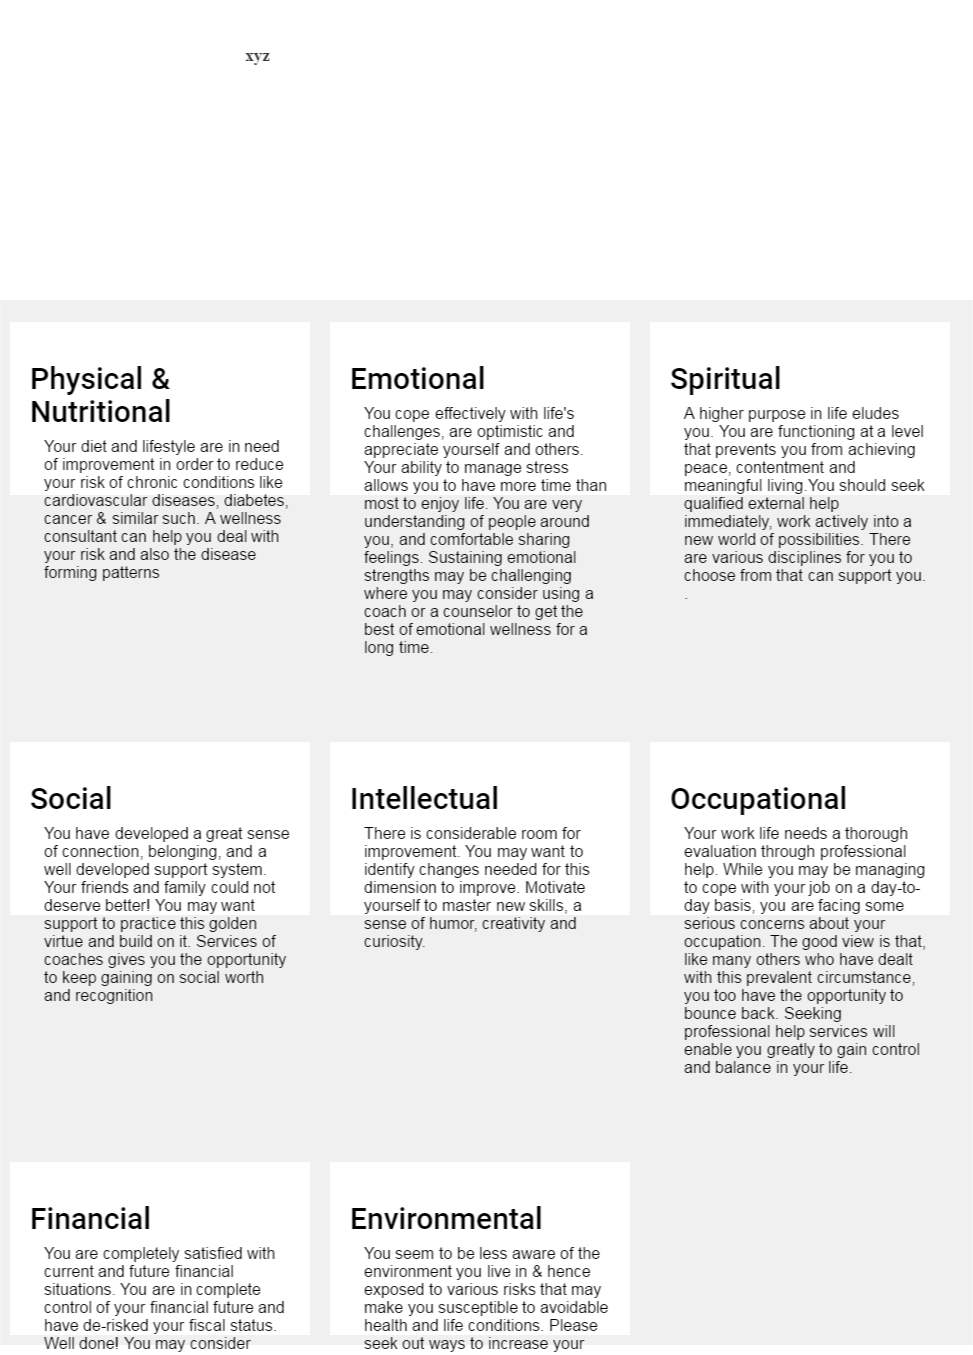 xyz
Physical &
Nutritional
Your diet and lifestyle are in need
of improvement in order to reduce
your risk of chronic conditions like
cardiovascular diseases, diabetes,
cancer & similar such. A wellness
consultant can help you deal with
your risk and also the disease
forming patterns
Emotional
You cope effectively with life's
challenges, are optimistic and
appreciate yourself and others.
Your ability to manage stress
allows you to have more time than
most to enjoy life. You are very
understanding of people around
you, and comfortable sharing
feelings. Sustaining emotional
strengths may be challenging
where you may consider using a
coach or a counselor to get the
best of emotional wellness for a
long time.
Spiritual
A higher purpose in life eludes
you. You are functioning at a level
that prevents you from achieving
peace, contentment and
meaningful living.You should seek
qualified external help
immediately, work actively into a
new world of possibilities. There
are various disciplines for you to
choose from that can support you.
.
Social
You have developed a great sense
of connection, belonging, and a
well developed support system.
Your friends and family could not
deserve better! You may want
support to practice this golden
virtue and build on it. Services of
coaches gives you the opportunity
to keep gaining on social worth
and recognition
Intellectual
There is considerable room for
improvement. You may want to
identify changes needed for this
dimension to improve. Motivate
yourself to master new skills, a
sense of humor, creativity and
curiosity.
Occupational
Your work life needs a thorough
evaluation through professional
help. While you may be managing
to cope with your job on a day-to-
day basis, you are facing some
serious concerns about your
occupation. The good view is that,
like many others who have dealt
with this prevalent circumstance,
you too have the opportunity to
bounce back. Seeking
professional help services will
enable you greatly to gain control
and balance in your life.
Financial
You are completely satisfied with
current and future financial
situations. You are in complete
control of your financial future and
have de-risked your fiscal status.
Well done! You may consider
Environmental
You seem to be less aware of the
environment you live in & hence
exposed to various risks that may
make you susceptible to avoidable
health and life conditions. Please
seek out ways to increase your